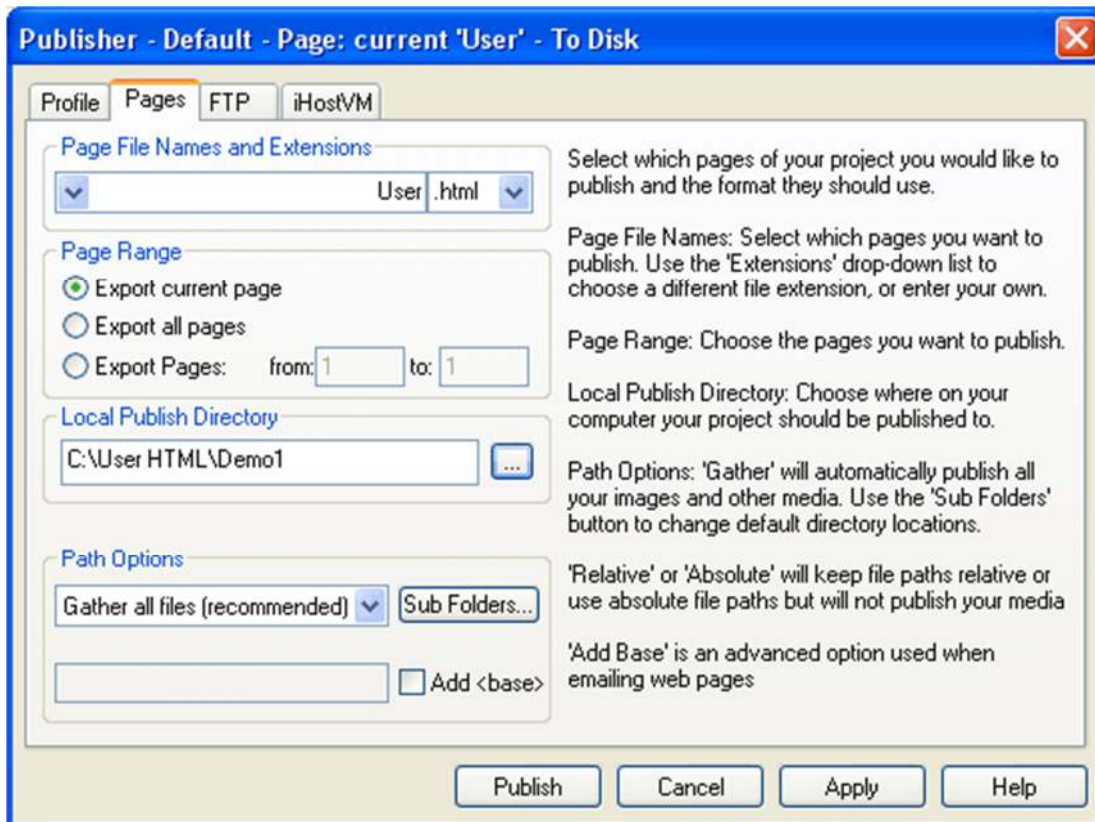 Publisher - Default - Page: current 'User' - To Disk
Profile Pages FTP iHostVM
Page File Names and Extensions
User .html
Page Range
Export current page
Export all pages
Export Pages: from: 1 to: 1
Local Publish Directory
C:\User HTML\Demo1
...
Path Options
Gather all files (recommended) Sub Folders...
Add <base>
Select which pages of your project you would like to
publish and the format they should use.
Page File Names: Select which pages you want to
publish. Use the 'Extensions' drop-down list to
choose a different file extension, or enter your own.
Page Range: Choose the pages you want to publish.
Local Publish Directory: Choose where on your
computer your project should be published to.
Path Options: 'Gather' will automatically publish all
your images and other media. Use the 'Sub Folders'
button to change default directory locations.
'Relative' or 'Absolute' will keep file paths relative or
use absolute file paths but will not publish your media
'Add Base' is an advanced option used when
emailing web pages
Publish Cancel Apply Help